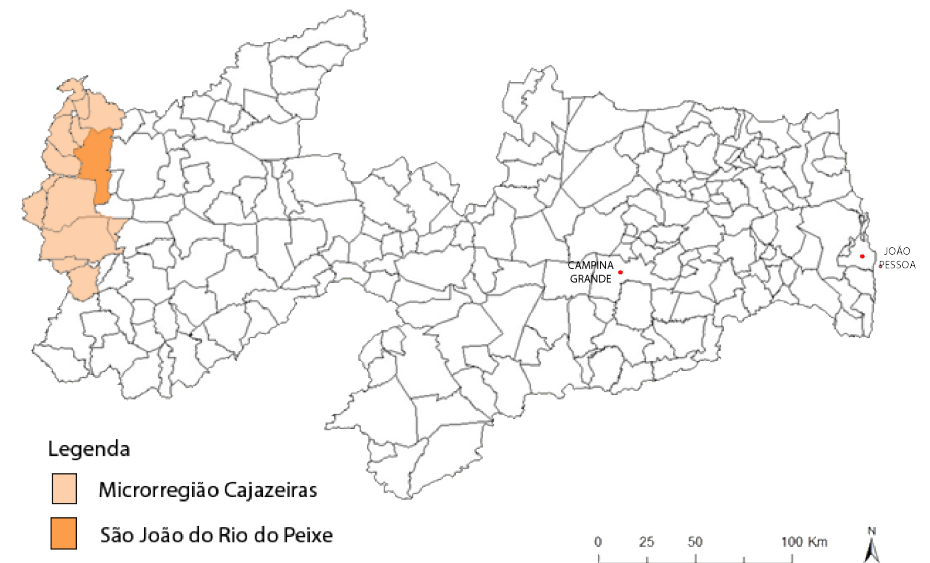 CAMPINA
GRANDE
JOÃO
PESSOA
Legenda
Microrregião Cajazeiras
São João do Rio do Peixe
0 25 50 100 Km
N